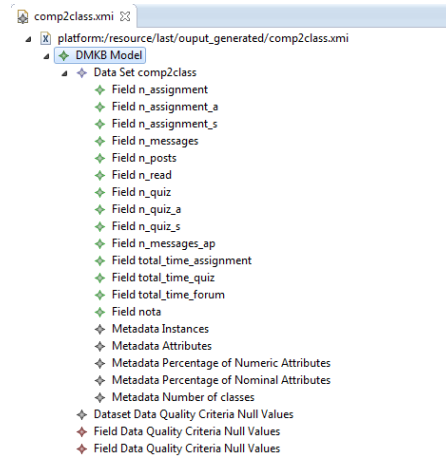 comp2class.xmi
platform:/resource/last/ouput_generated/comp2class.xmi
DMKB Model
Data Set comp2class
Field n_assignment
Field n_assignment_a
Field n_assignment_s
Field n_messages
Field n_posts
Field n_read
Field n_quiz
Field n_quiz_a
Field n_quiz_s
Field n_messages_ap
Field total_time_assignment
Field total_time_quiz
Field total_time_forum
Field nota
Metadata Instances
Metadata Attributes
Metadata Percentage of Numeric Attributes
Metadata Percentage of Nominal Attributes
Metadata Number of classes
Dataset Data Quality Criteria Null Values
Field Data Quality Criteria Null Values
Field Data Quality Criteria Null Values